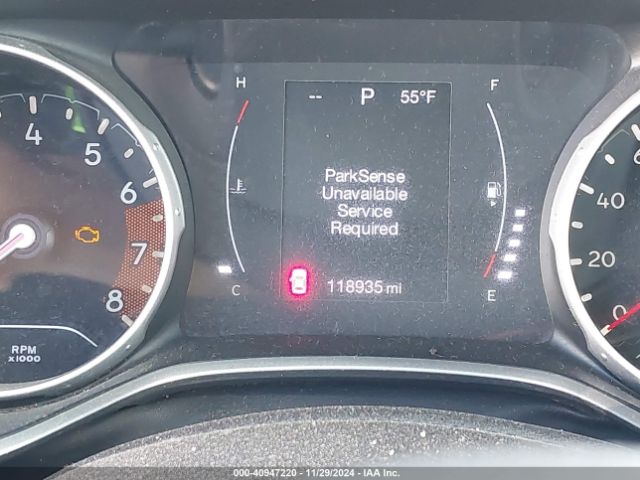 H
F
-- P 55°F
4
5
6
7
8
RPM
x1000
ParkSense
Unavailable
Service
Required
C
118935 mi
E
40
20
0
000-40947220 - 11/29/2024 - IAA Inc.